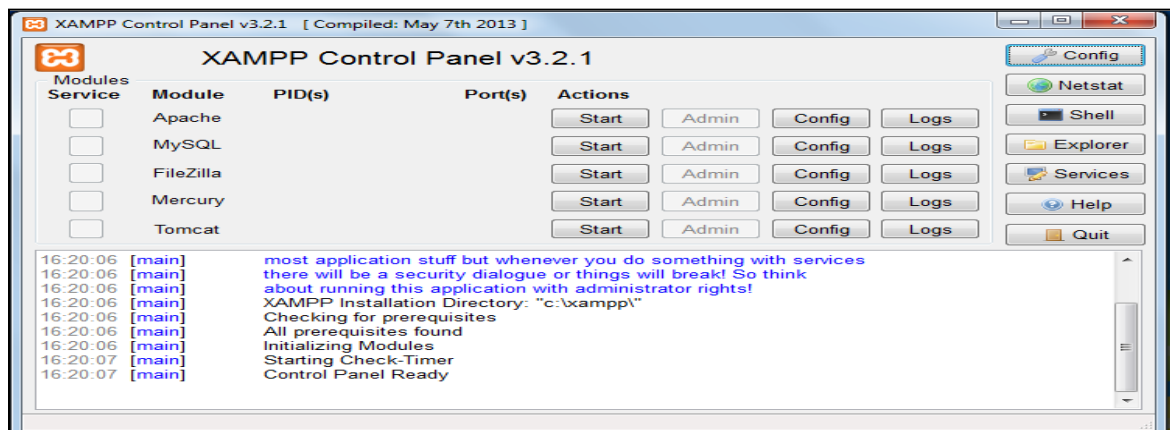 XAMPP Control Panel v3.2.1 [ Compiled: May 7th 2013 ]
XAMPP Control Panel v3.2.1
Config
Modules
Service Module PID(s) Port(s) Actions
Netstat
Apache Start Admin Config Logs
Shell
MySQL Start Admin Config Logs
Explorer
FileZilla Start Admin Config Logs
Services
Mercury Start Admin Config Logs
Help
Tomcat Start Admin Config Logs
Quit
16:20:06 [main] most application stuff but whenever you do something with services
16:20:06 [main] there will be a security dialogue or things will break! So think
16:20:06 [main] about running this application with administrator rights!
16:20:06 [main] XAMPP Installation Directory: "c:\xampp\"
16:20:06 [main] Checking for prerequisites
16:20:06 [main] All prerequisites found
16:20:06 [main] Initializing Modules
16:20:07 [main] Starting Check-Timer
16:20:07 [main] Control Panel Ready